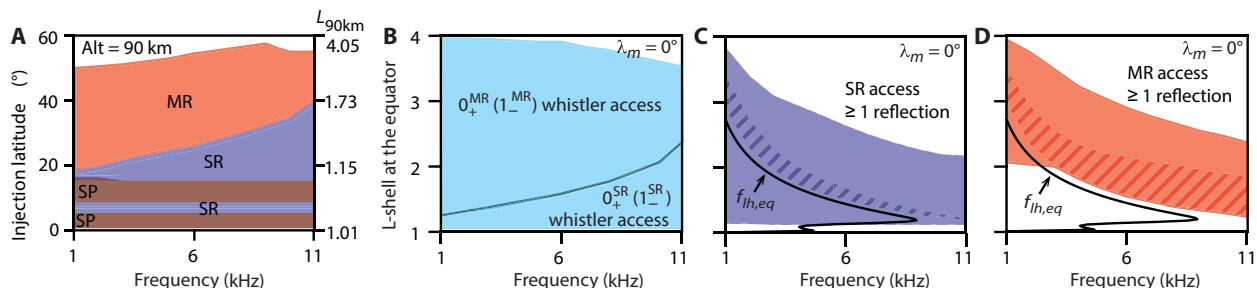 A
Alt = 90 km
L90km
Injection latitude (°)
60
40
20
0
4.05
1.73
1.15
1.01
MR
SR
SP
SR
SP
1
6
11
Frequency (kHz)
B
λm = 0°
L-shell at the equator
4
3
2
1
0+^MR (1−^MR) whistler access
0+^SR (1−^SR)
whistler access
1
6
11
Frequency (kHz)
C
λm = 0°
SR access
≥ 1 reflection
flh,eq
1
6
11
Frequency (kHz)
D
λm = 0°
MR access
≥ 1 reflection
flh,eq
1
6
11
Frequency (kHz)